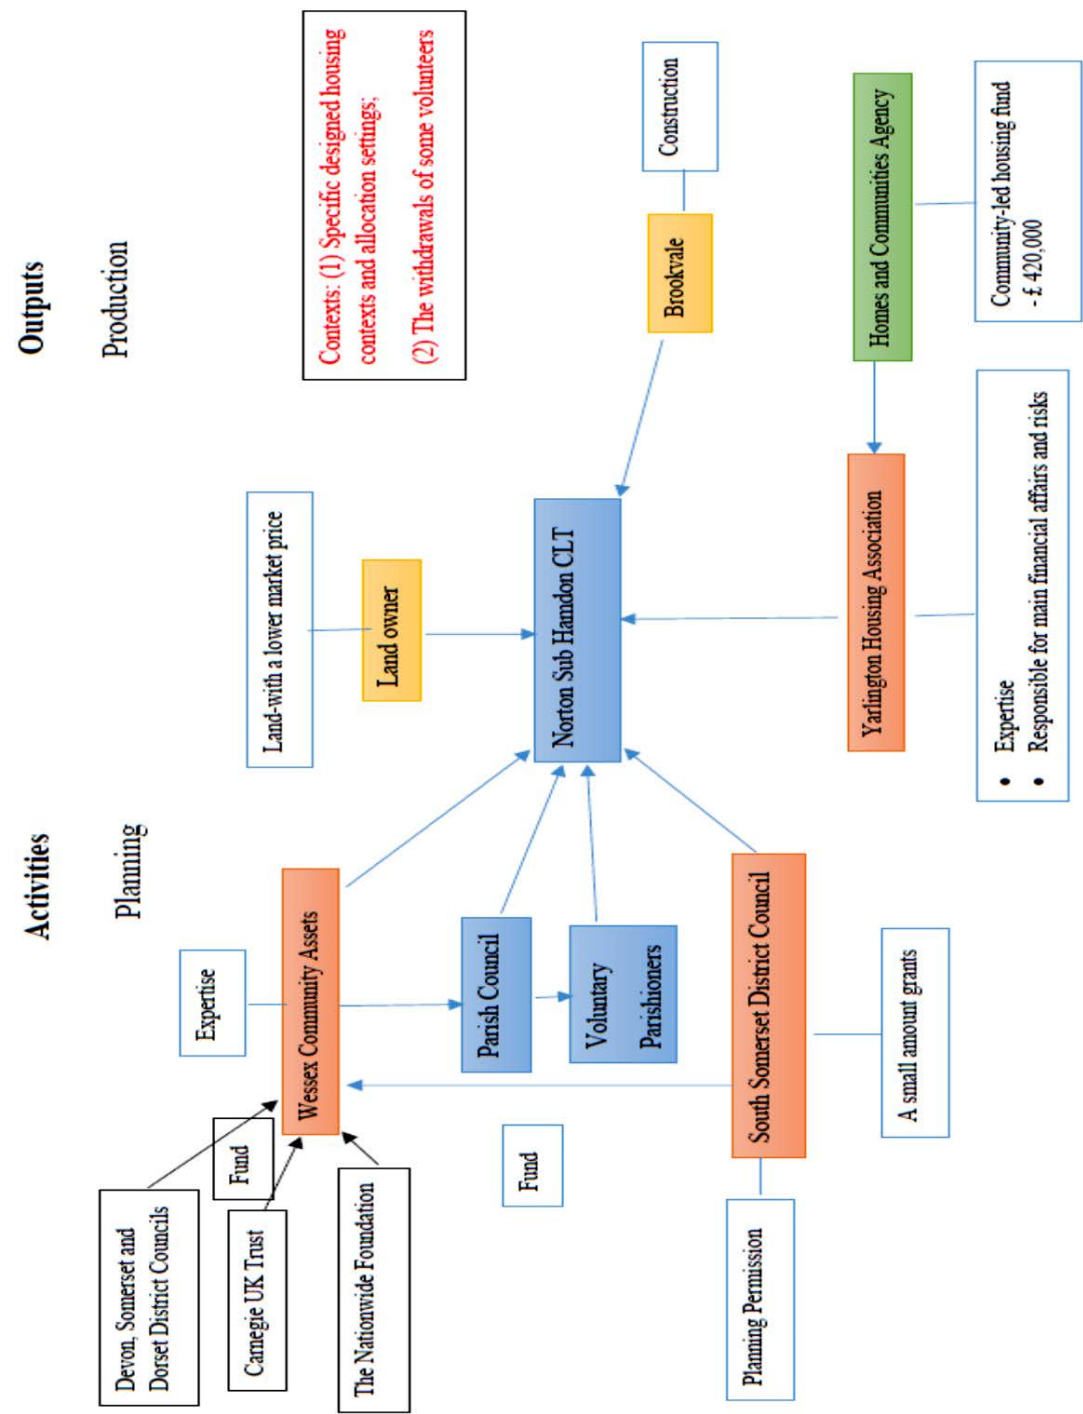 Activities
Outputs
Planning
Production
Devon, Somerset and
Dorset District Councils
Fund
Carnegie UK Trust
The Nationwide Foundation
Expertise
Wessex Community Assets
Land-with a lower market price
Land owner
Contexts: (1) Specific designed housing
contexts and allocation settings;
(2) The withdrawals of some volunteers
Fund
Parish Council
Voluntary
Parishioners
Norton Sub Hamdon CLT
Brookvale
Construction
Planning Permission
South Somerset District Council
A small amount grants
Yarlington Housing Association
Homes and Communities Agency
• Expertise
• Responsible for main financial affairs and risks
Community-led housing fund
- £ 420,000